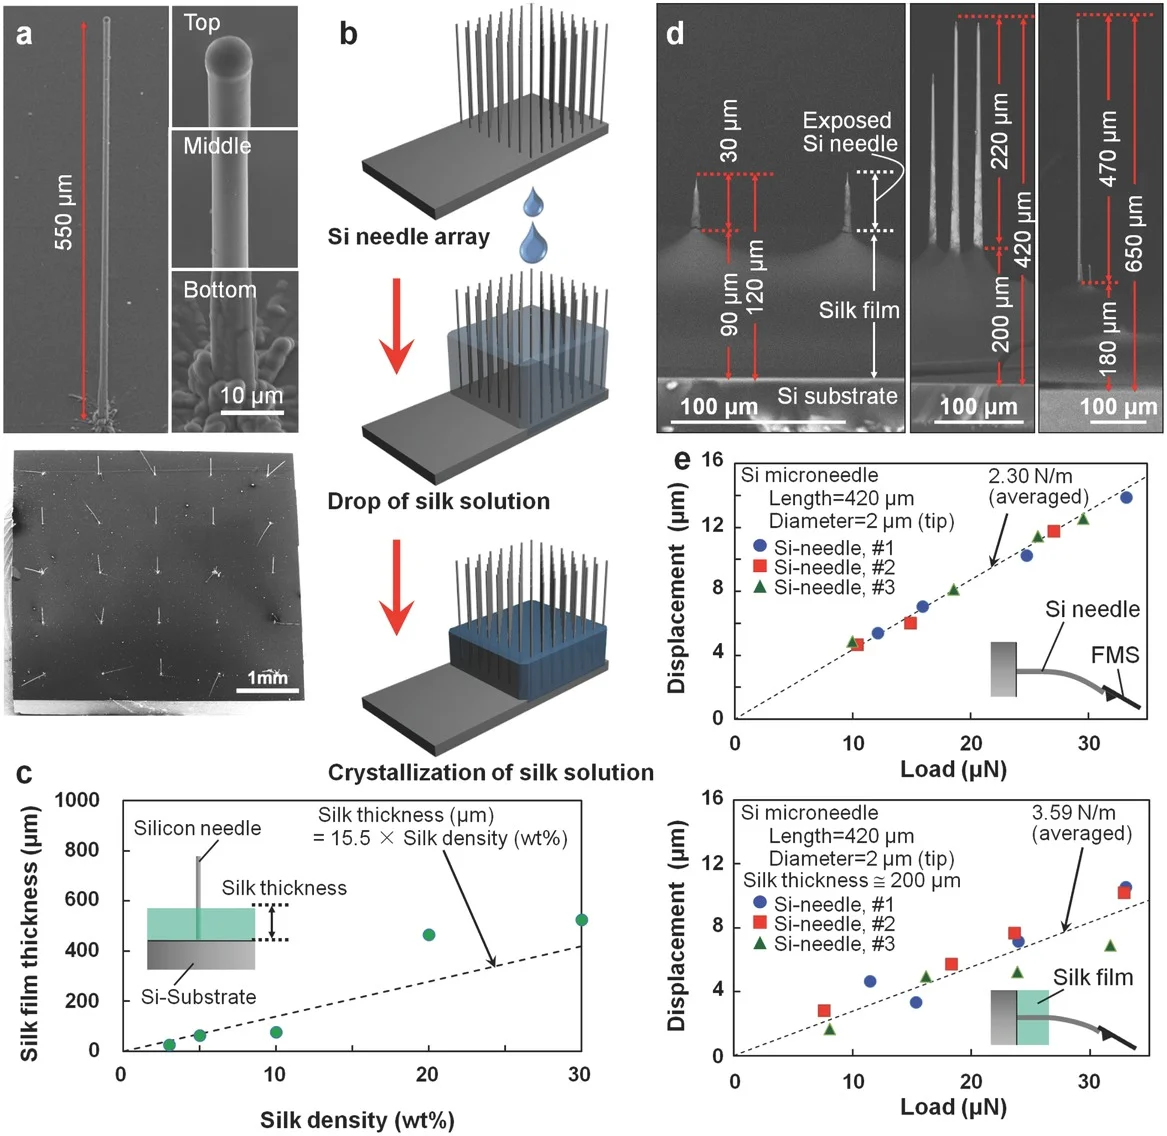 a
Top
Middle
Bottom
550 µm
10 µm
1mm
b
Si needle array
Drop of silk solution
Crystallization of silk solution
c
Silk film thickness (µm)
1000
800
600
400
200
0
0
10
20
30
Silk density (wt%)
Silk thickness (µm)
= 15.5 × Silk density (wt%)
Silicon needle
Silk thickness
Si-Substrate
d
30 µm
90 µm
120 µm
Exposed
Si needle
Silk film
Si substrate
100 µm
220 µm
200 µm
420 µm
100 µm
470 µm
180 µm
650 µm
100 µm
e
Displacement (µm)
16
12
8
4
0
0
10
20
30
Load (µN)
Si microneedle
Length=420 µm
Diameter=2 µm (tip)
Si-needle, #1
Si-needle, #2
Si-needle, #3
2.30 N/m
(averaged)
Si needle
FMS
Displacement (µm)
16
12
8
4
0
0
10
20
30
Load (µN)
Si microneedle
Length=420 µm
Diameter=2 µm (tip)
Silk thickness ≅ 200 µm
Si-needle, #1
Si-needle, #2
Si-needle, #3
3.59 N/m
(averaged)
Silk film